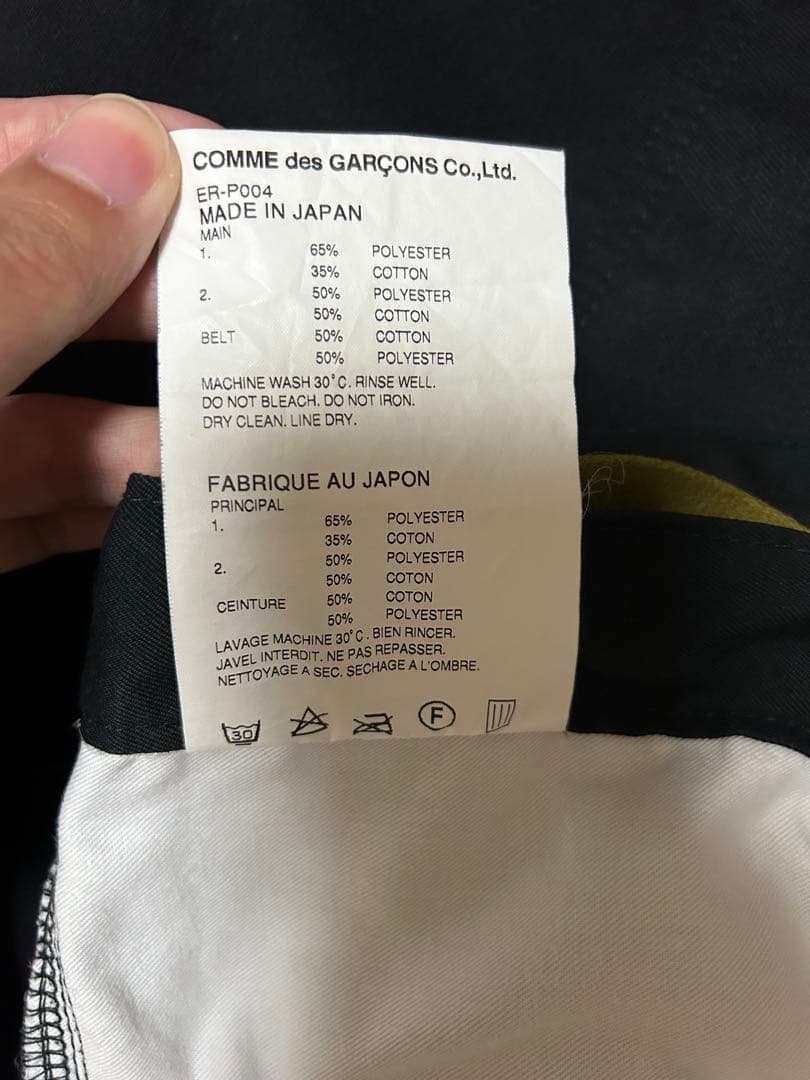 COMME des GARÇONS Co.,Ltd.
ER-P004
MADE IN JAPAN
MAIN
1. 65% POLYESTER
35% COTTON
2. 50% POLYESTER
50% COTTON
BELT 50% COTTON
50% POLYESTER
MACHINE WASH 30°C. RINSE WELL.
DO NOT BLEACH. DO NOT IRON.
DRY CLEAN. LINE DRY.
FABRIQUE AU JAPON
PRINCIPAL
1. 65% POLYESTER
35% COTON
2. 50% POLYESTER
50% COTON
CEINTURE 50% COTON
50% POLYESTER
LAVAGE MACHINE 30°C. BIEN RINCER.
JAVEL INTERDIT. NE PAS REPASSER.
NETTOYAGE A SEC. SECHAGE A L'OMBRE.
30 F